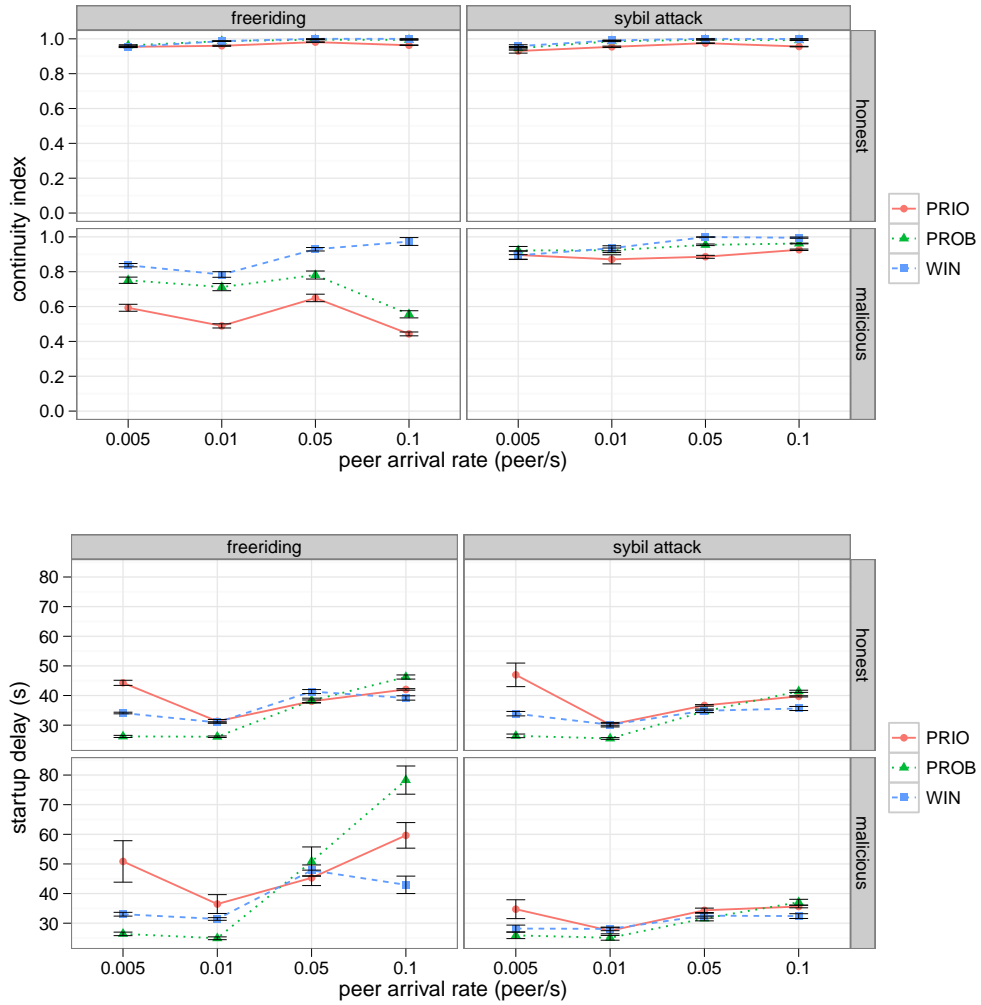 freeriding
sybil attack
continuity index
1.0
0.8
0.6
0.4
0.2
0.0
honest
1.0
0.8
0.6
0.4
0.2
0.0
malicious
0.005
0.01
0.05
0.1
0.005
0.01
0.05
0.1
peer arrival rate (peer/s)
PRIO
PROB
WIN
freeriding
sybil attack
startup delay (s)
80
70
60
50
40
30
honest
80
70
60
50
40
30
malicious
0.005
0.01
0.05
0.1
0.005
0.01
0.05
0.1
peer arrival rate (peer/s)
PRIO
PROB
WIN